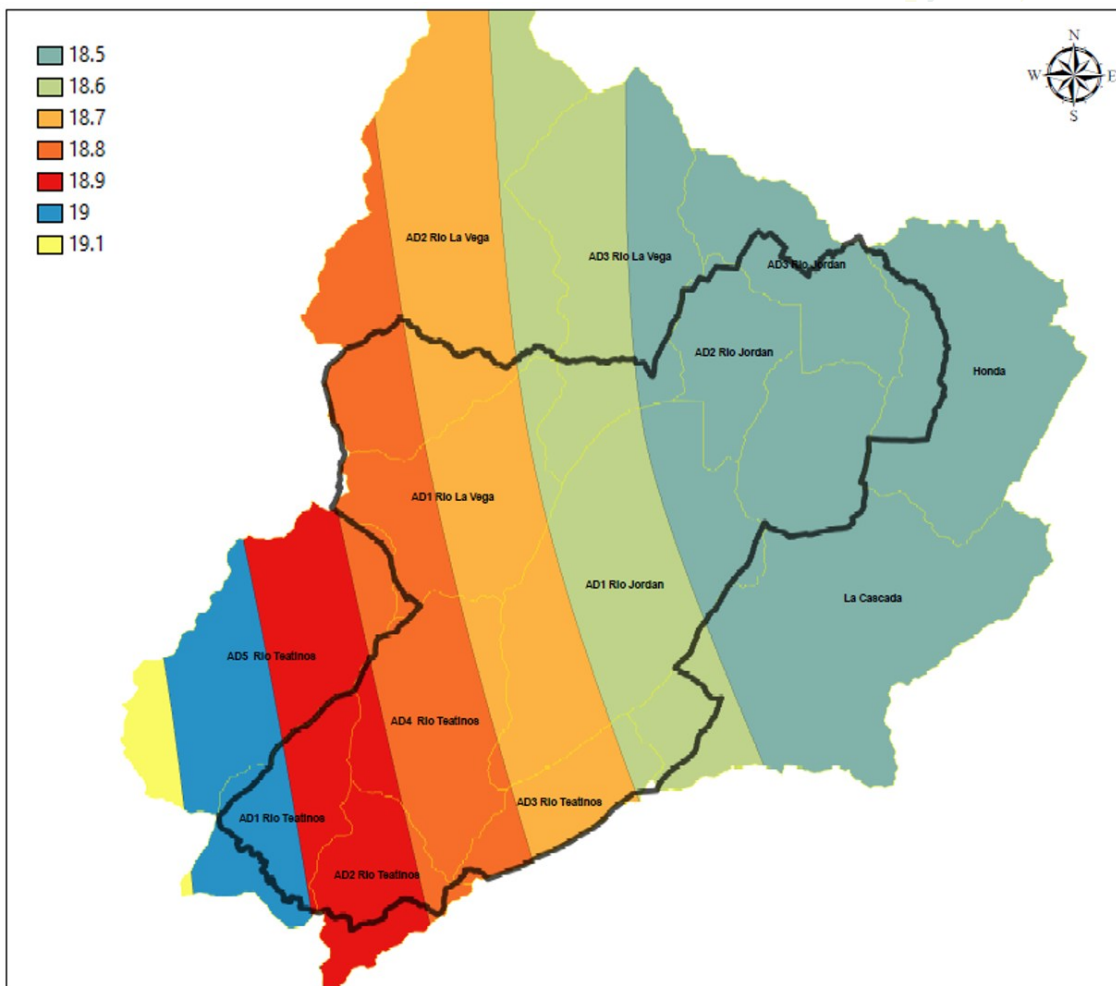 18.5
18.6
18.7
18.8
18.9
19
19.1
N
W E
S
AD2 Rio La Vega
AD3 Rio La Vega
AD3 Rio Jordan
AD2 Rio Jordan
Honda
AD1 Rio La Vega
AD1 Rio Jordan
La Cascada
AD5 Rio Teatinos
AD4 Rio Teatinos
AD3 Rio Teatinos
AD1 Rio Teatinos
AD2 Rio Teatinos